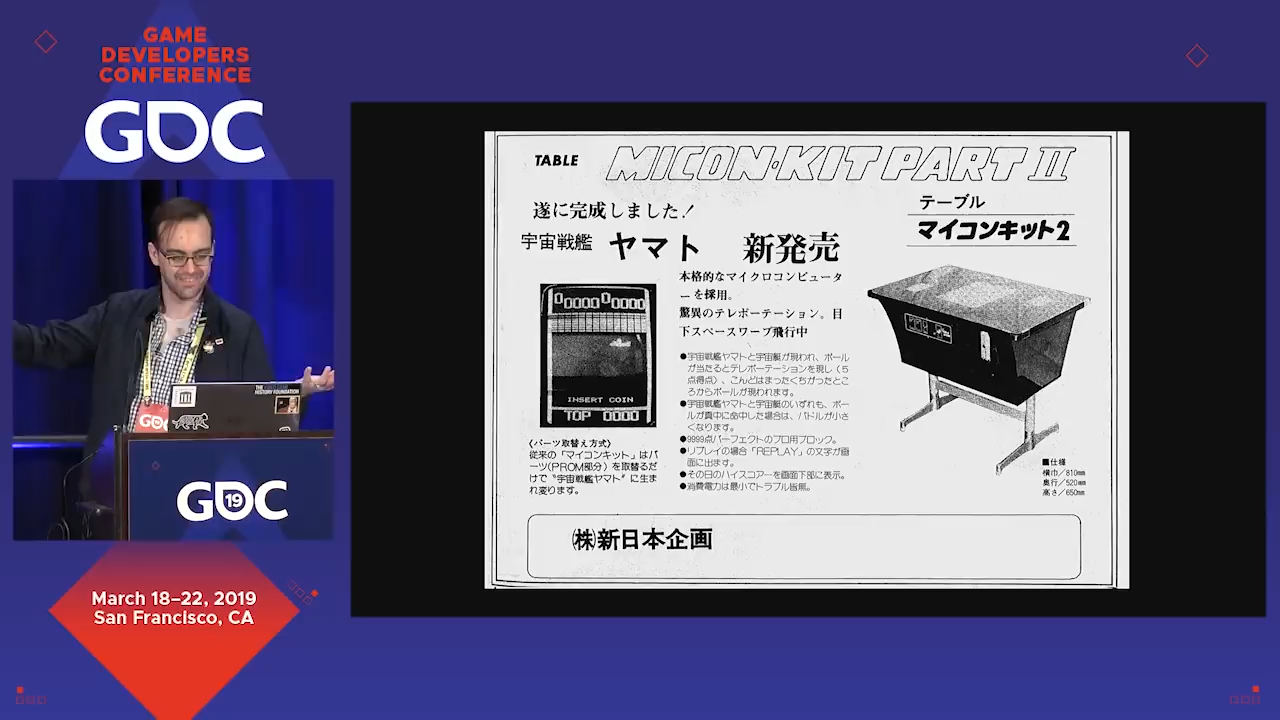 GAME
DEVELOPERS
CONFERENCE
GDC
THE VIDEO GAME
HISTORY FOUNDATION
GDC
GDC
19
March 18–22, 2019
San Francisco, CA
TABLE MICON·KIT PART II
遂に完成しました!
宇宙戦艦 ヤマト 新発売
テーブル
マイコンキット2
本格的なマイクロコンピュータ
ーを採用。
驚異のテレポーテーション。目
下スペースワープ飛行中
●宇宙戦艦ヤマトと宇宙艇が現われ、ボール
が当たるとテレポーテーションを現し(5
点得点)、こんどはまったくちがったとこ
ろからボールが現われます。
●宇宙戦艦ヤマトと宇宙艇のいずれも、ボー
ルが真中に命中した場合は、パドルが小さ
くなります。
●9999点パーフェクトのプロ用ブロック。
●リプレイの場合「REPLAY」の文字が画
面に出ます。
●その日のハイスコアーを画面下部に表示。
●消費電力は最小でトラブル皆無。
00000 00000
INSERT COIN
TOP 0000
〈パーツ取替え方式〉
従来の「マイコンキット」はパ
ーツ(PROM部分)を取替るだ
けで〝宇宙戦艦ヤマト〟に生ま
れ変ります。
■仕様
横巾/810㎜
奥行/520㎜
高さ/650㎜
㈱新日本企画